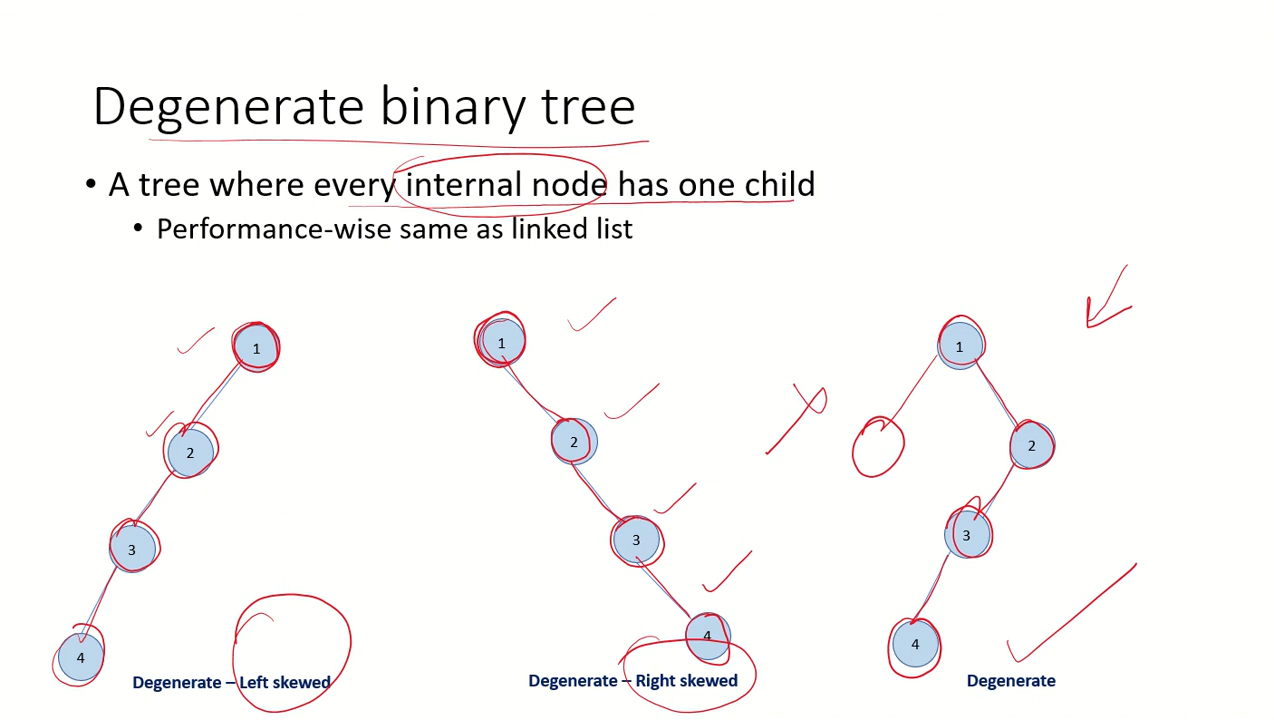 Degenerate binary tree
• A tree where every internal node has one child
• Performance-wise same as linked list
1
1
1
2
2
2
3
3
3
4
4
4
Degenerate – Left skewed
Degenerate – Right skewed
Degenerate